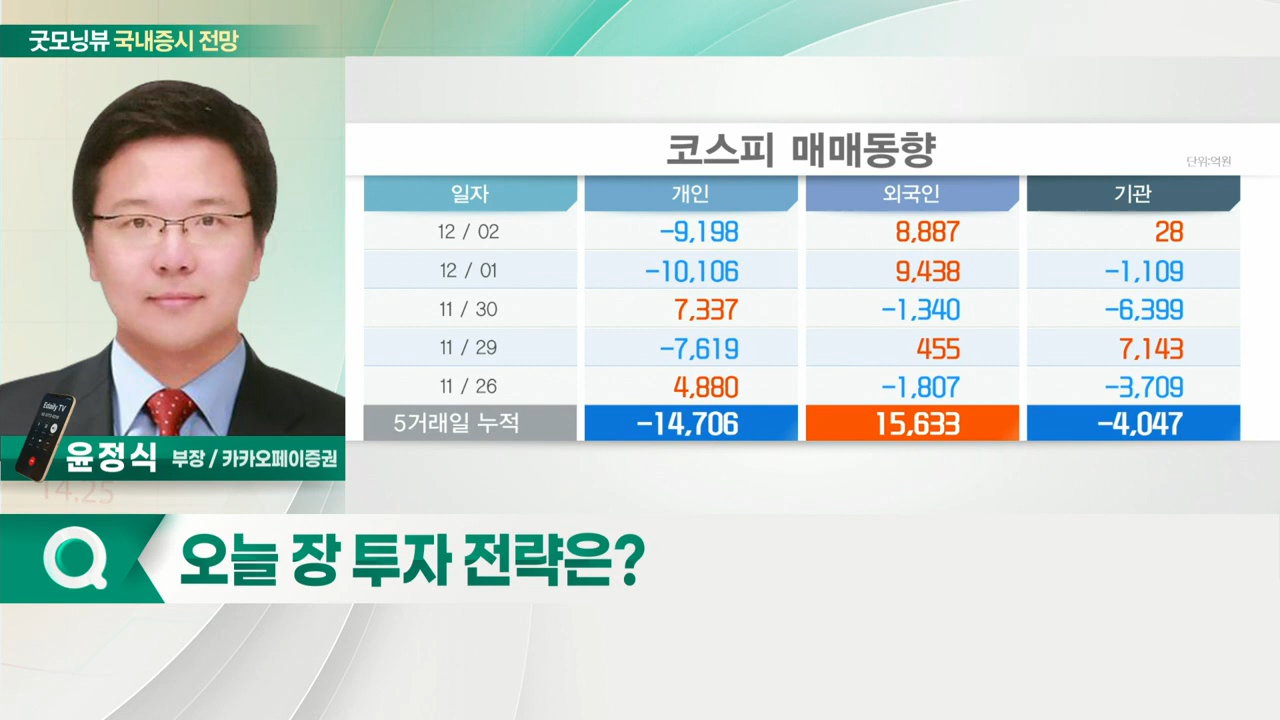 굿모닝뷰 국내증시 전망
코스피 매매동향
단위:억원
일자 개인 외국인 기관
12 / 02 -9,198 8,887 28
12 / 01 -10,106 9,438 -1,109
11 / 30 7,337 -1,340 -6,399
11 / 29 -7,619 455 7,143
11 / 26 4,880 -1,807 -3,709
5거래일 누적 -14,706 15,633 -4,047
Edaily TV
윤정식 부장 / 카카오페이증권
14.25
Q 오늘 장 투자 전략은?